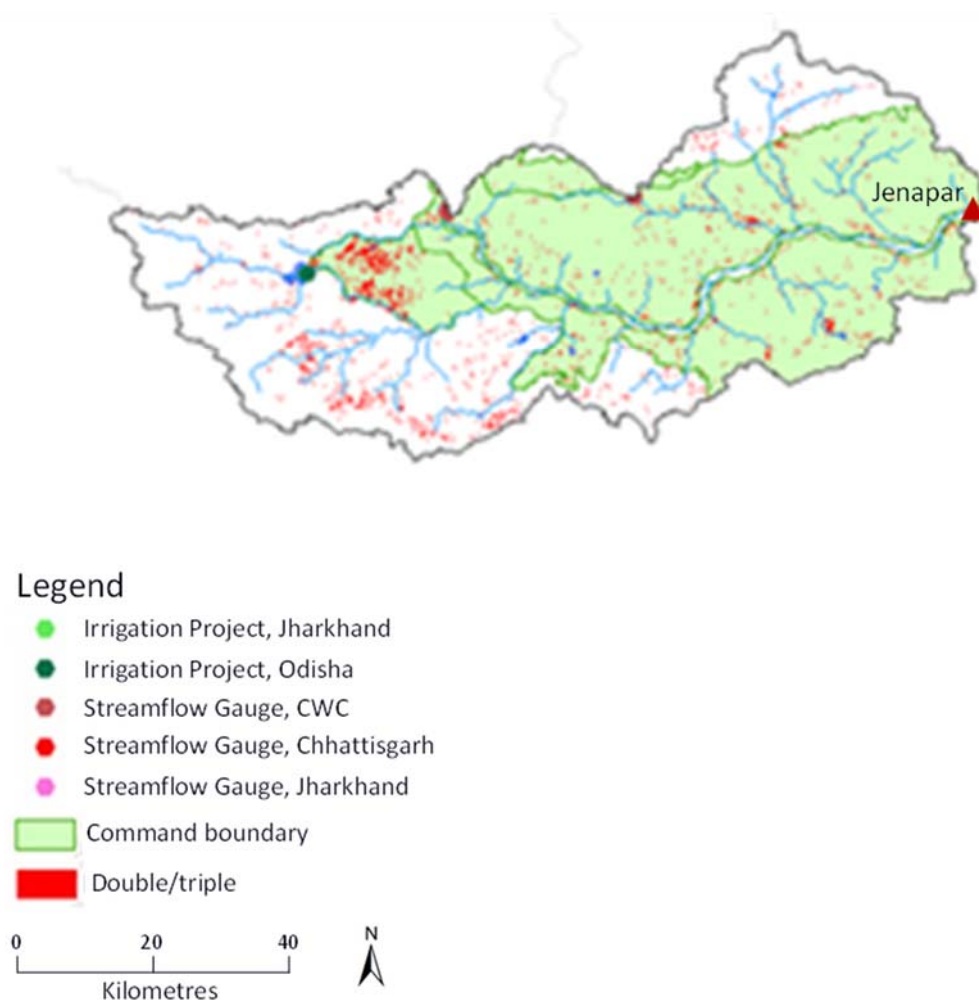 Jenapar
Legend
Irrigation Project, Jharkhand
Irrigation Project, Odisha
Streamflow Gauge, CWC
Streamflow Gauge, Chhattisgarh
Streamflow Gauge, Jharkhand
Command boundary
Double/triple
0 20 40
Kilometres
N